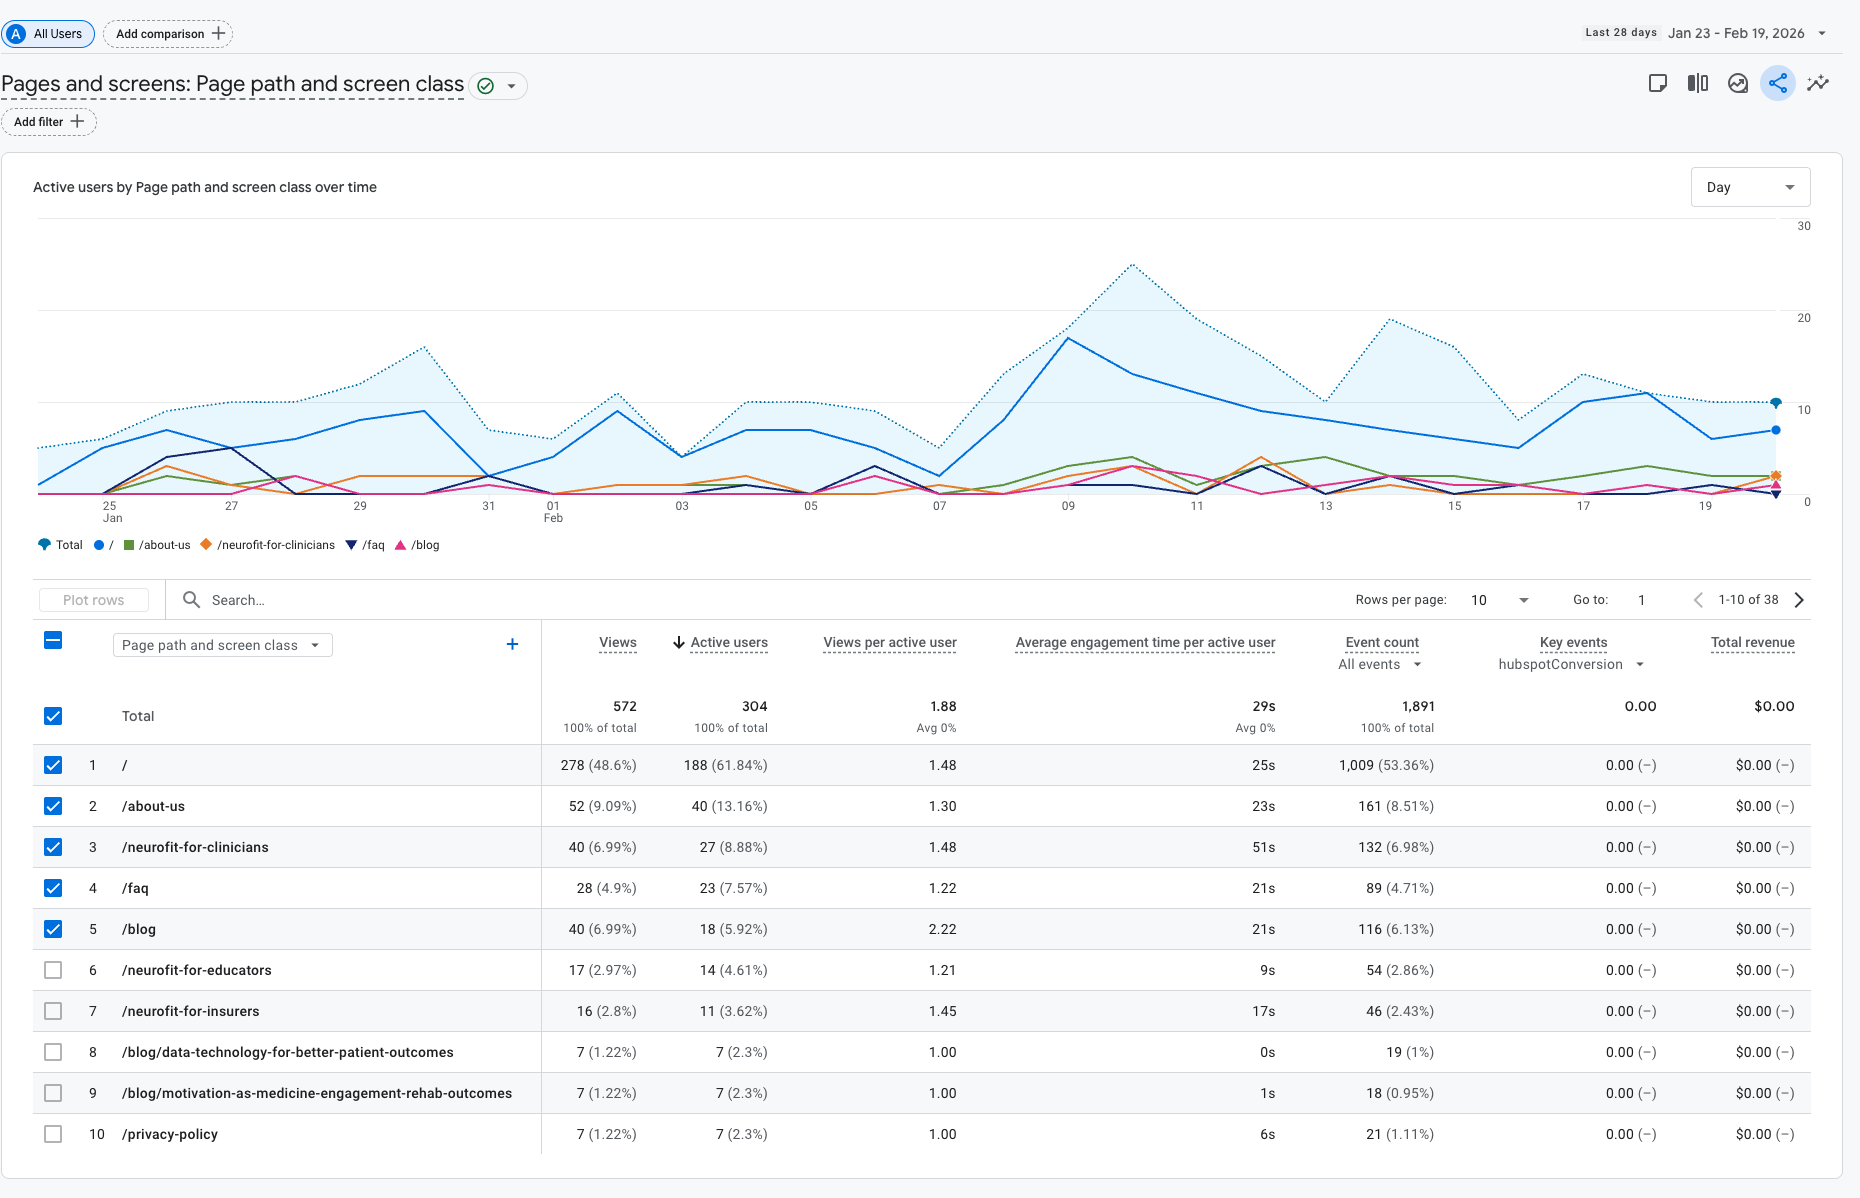 A All Users Add comparison
Last 28 days Jan 23 - Feb 19, 2026
Pages and screens: Page path and screen class
Add filter
Active users by Page path and screen class over time
Day
30
20
10
0
25 27 29 31 01 03 05 07 09 11 13 15 17 19
Jan Feb
Total / /about-us /neurofit-for-clinicians /faq /blog
Plot rows Search... Rows per page: 10 Go to: 1 1-10 of 38
Page path and screen class Views Active users Views per active user Average engagement time per active user Event count Key events Total revenue
All events hubspotConversion
Total 572 304 1.88 29s 1,891 0.00 $0.00
100% of total 100% of total Avg 0% Avg 0% 100% of total
1 / 278 (48.6%) 188 (61.84%) 1.48 25s 1,009 (53.36%) 0.00 (–) $0.00 (–)
2 /about-us 52 (9.09%) 40 (13.16%) 1.30 23s 161 (8.51%) 0.00 (–) $0.00 (–)
3 /neurofit-for-clinicians 40 (6.99%) 27 (8.88%) 1.48 51s 132 (6.98%) 0.00 (–) $0.00 (–)
4 /faq 28 (4.9%) 23 (7.57%) 1.22 21s 89 (4.71%) 0.00 (–) $0.00 (–)
5 /blog 40 (6.99%) 18 (5.92%) 2.22 21s 116 (6.13%) 0.00 (–) $0.00 (–)
6 /neurofit-for-educators 17 (2.97%) 14 (4.61%) 1.21 9s 54 (2.86%) 0.00 (–) $0.00 (–)
7 /neurofit-for-insurers 16 (2.8%) 11 (3.62%) 1.45 17s 46 (2.43%) 0.00 (–) $0.00 (–)
8 /blog/data-technology-for-better-patient-outcomes 7 (1.22%) 7 (2.3%) 1.00 0s 19 (1%) 0.00 (–) $0.00 (–)
9 /blog/motivation-as-medicine-engagement-rehab-outcomes 7 (1.22%) 7 (2.3%) 1.00 1s 18 (0.95%) 0.00 (–) $0.00 (–)
10 /privacy-policy 7 (1.22%) 7 (2.3%) 1.00 6s 21 (1.11%) 0.00 (–) $0.00 (–)